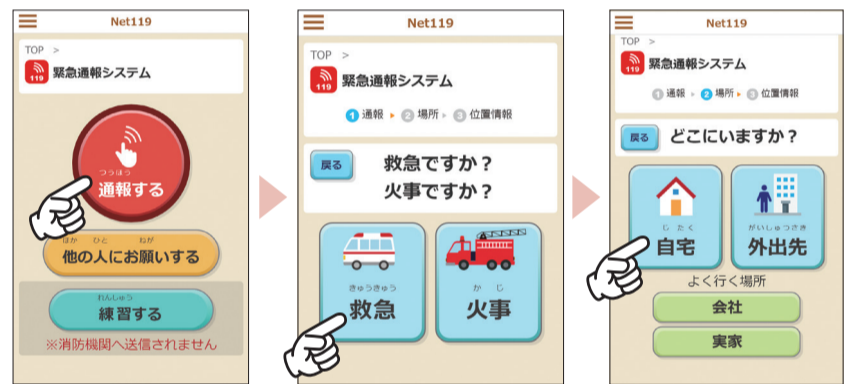 Net119
TOP >
119
緊急通報システム
つうほう
通報する
ほか ひと ねが
他の人にお願いする
れんしゅう
練習する
※消防機関へ送信されません
Net119
TOP >
119
緊急通報システム
1 通報 ▸ 2 場所 ▸ 3 位置情報
戻る
救急ですか？
火事ですか？
きゅうきゅう
救急
かじ
火事
Net119
TOP >
119
緊急通報システム
1 通報 ▸ 2 場所 ▸ 3 位置情報
戻る
どこにいますか？
じたく
自宅
がいしゅつさき
外出先
よく行く場所
会社
実家